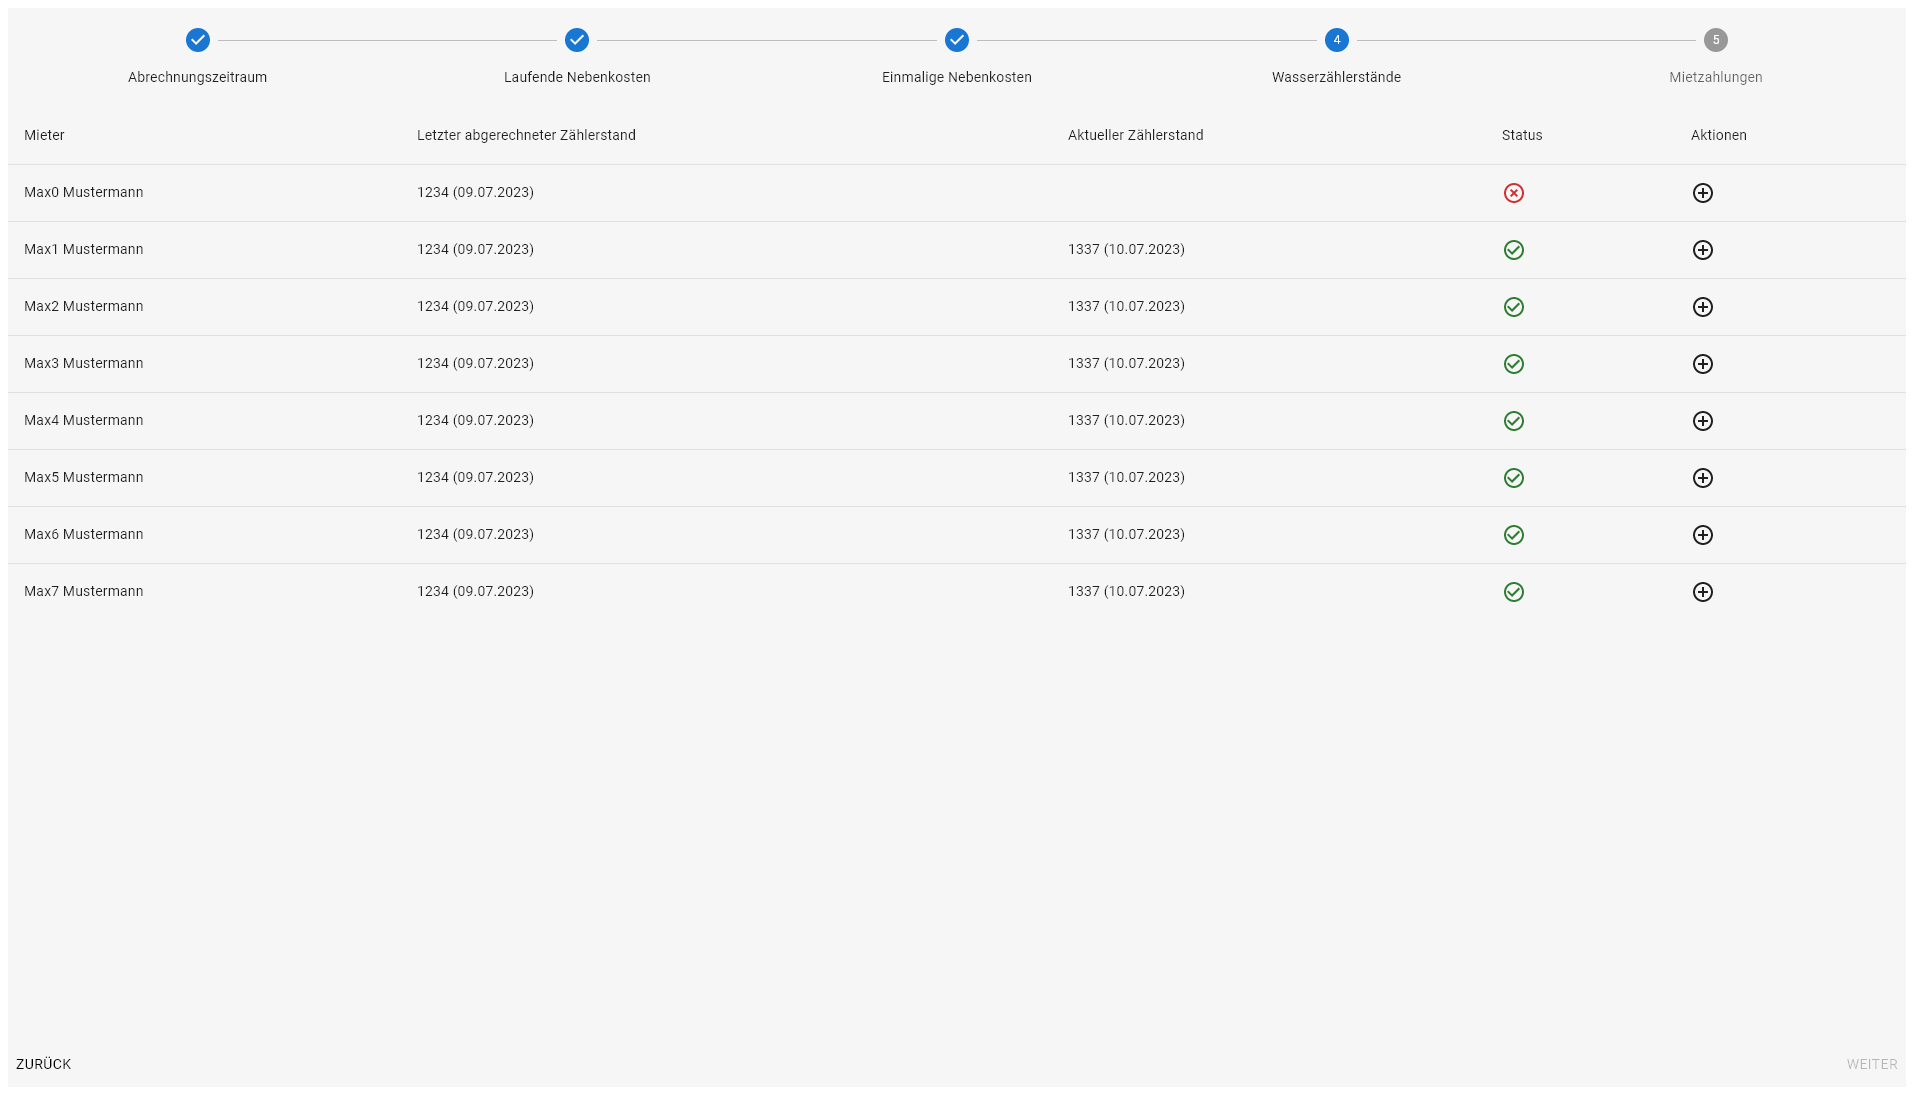 4 5
Abrechnungszeitraum Laufende Nebenkosten Einmalige Nebenkosten Wasserzählerstände Mietzahlungen
Mieter Letzter abgerechneter Zählerstand Aktueller Zählerstand Status Aktionen
Max0 Mustermann 1234 (09.07.2023)
Max1 Mustermann 1234 (09.07.2023) 1337 (10.07.2023)
Max2 Mustermann 1234 (09.07.2023) 1337 (10.07.2023)
Max3 Mustermann 1234 (09.07.2023) 1337 (10.07.2023)
Max4 Mustermann 1234 (09.07.2023) 1337 (10.07.2023)
Max5 Mustermann 1234 (09.07.2023) 1337 (10.07.2023)
Max6 Mustermann 1234 (09.07.2023) 1337 (10.07.2023)
Max7 Mustermann 1234 (09.07.2023) 1337 (10.07.2023)
ZURÜCK WEITER